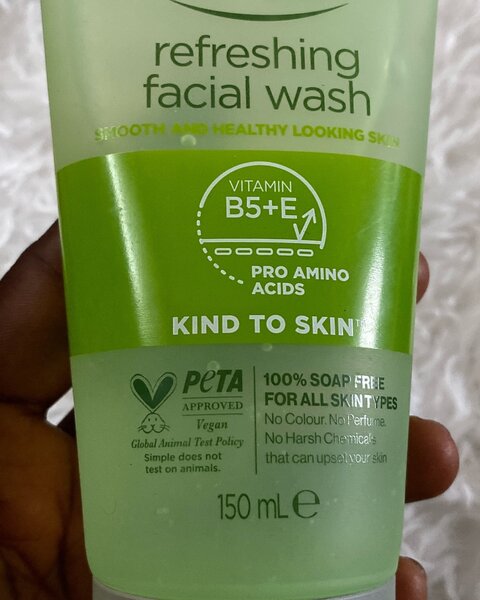 refreshing
facial wash
SMOOTH AND HEALTHY LOOKING SKIN
VITAMIN
B5+E
PRO AMINO
ACIDS
KIND TO SKIN™
PETA
APPROVED
Vegan
Global Animal Test Policy
Simple does not
test on animals.
100% SOAP FREE
FOR ALL SKIN TYPES
No Colour. No Perfume.
No Harsh Chemicals
that can upset your skin
150 mL ℮